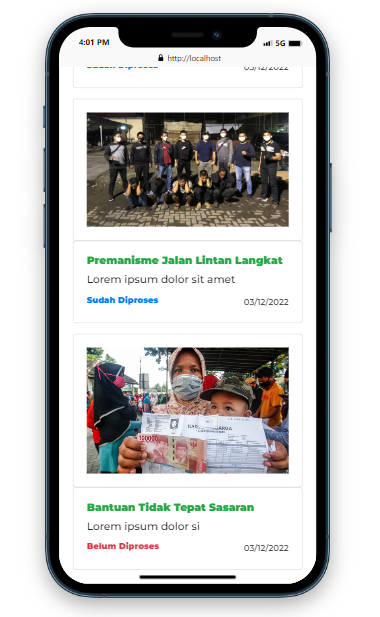 4:01 PM
5G
http://localhost
Sudah Diproses
03/12/2022
Premanisme Jalan Lintan Langkat
Lorem ipsum dolor sit amet
Sudah Diproses
03/12/2022
100000
Bantuan Tidak Tepat Sasaran
Lorem ipsum dolor si
Belum Diproses
03/12/2022